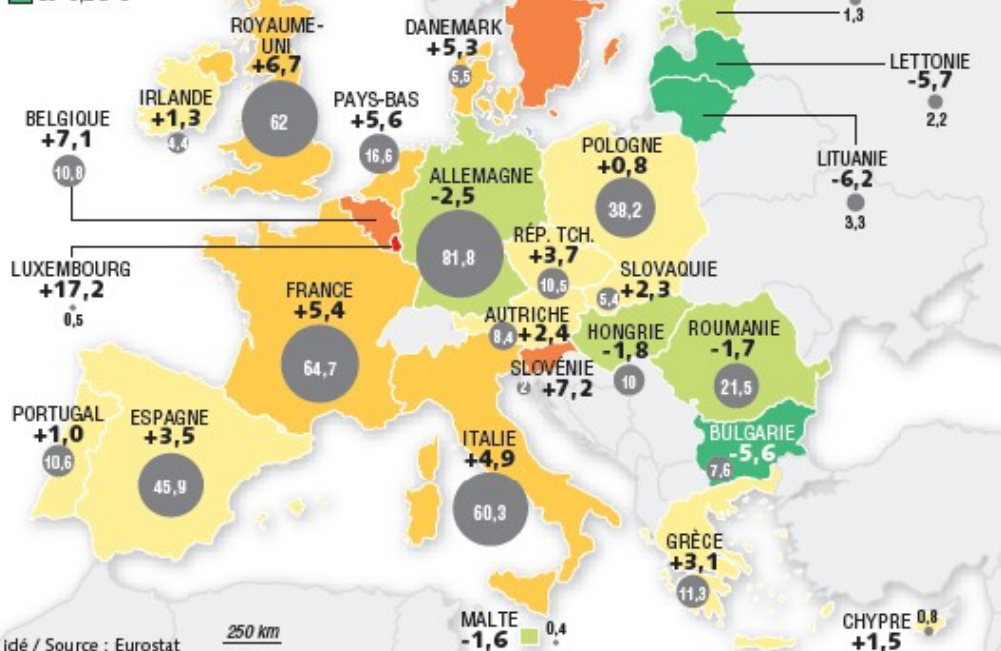 1,3
ROYAUME-
UNI
+6,7
62
DANEMARK
+5,3
5,5
LETTONIE
-5,7
2,2
IRLANDE
+1,3
4,4
PAYS-BAS
+5,6
16,6
BELGIQUE
+7,1
10,8
POLOGNE
+0,8
38,2
LITUANIE
-6,2
3,3
ALLEMAGNE
-2,5
81,8
RÉP. TCH.
+3,7
10,5
SLOVAQUIE
+2,3
5,4
LUXEMBOURG
+17,2
0,5
FRANCE
+5,4
64,7
AUTRICHE
+2,4
8,4
HONGRIE
-1,8
10
ROUMANIE
-1,7
21,5
SLOVÉNIE
+7,2
2
PORTUGAL
+1,0
10,6
ESPAGNE
+3,5
45,9
ITALIE
+4,9
60,3
BULGARIE
-5,6
7,6
GRÈCE
+3,1
11,3
MALTE
-1,6
0,4
CHYPRE
+1,5
0,8
250 km
idé / Source : Eurostat